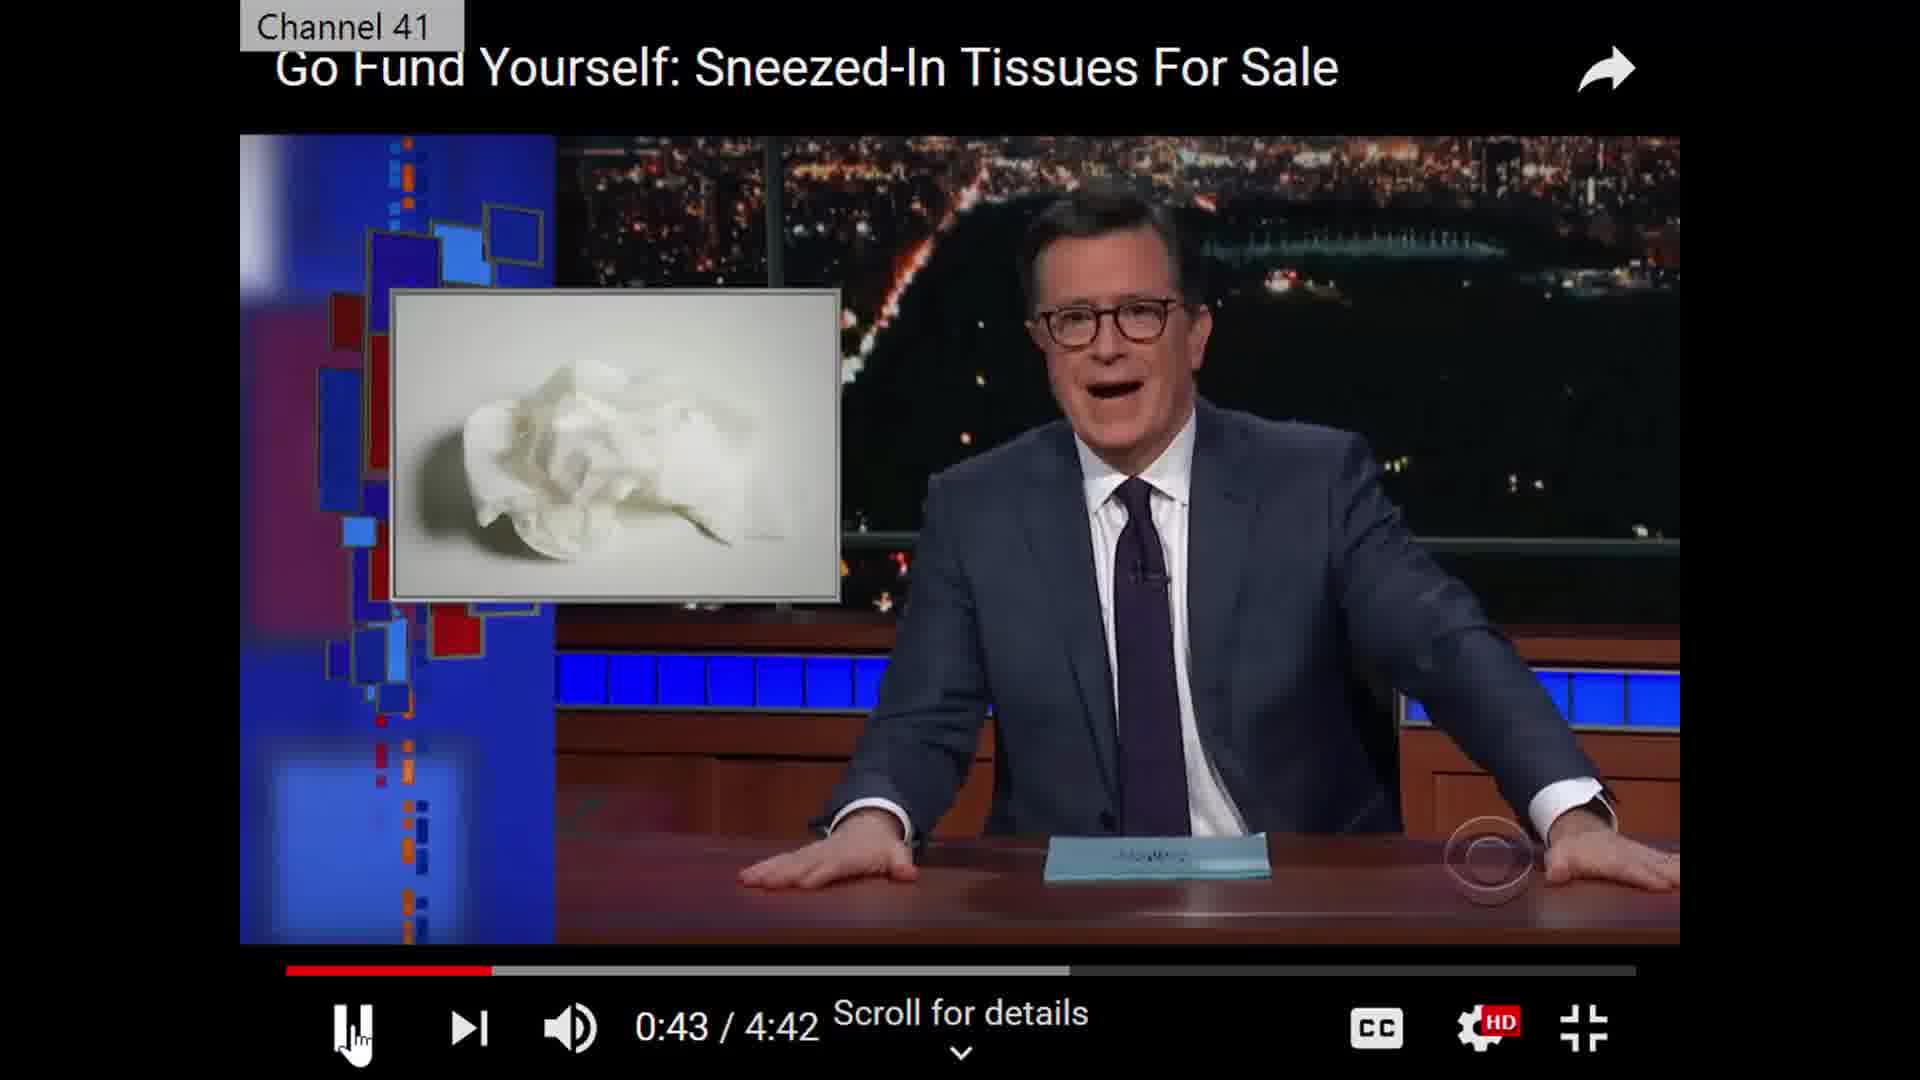 Channel 41
Go Fund Yourself: Sneezed-In Tissues For Sale
0:43 / 4:42
Scroll for details
CC
HD